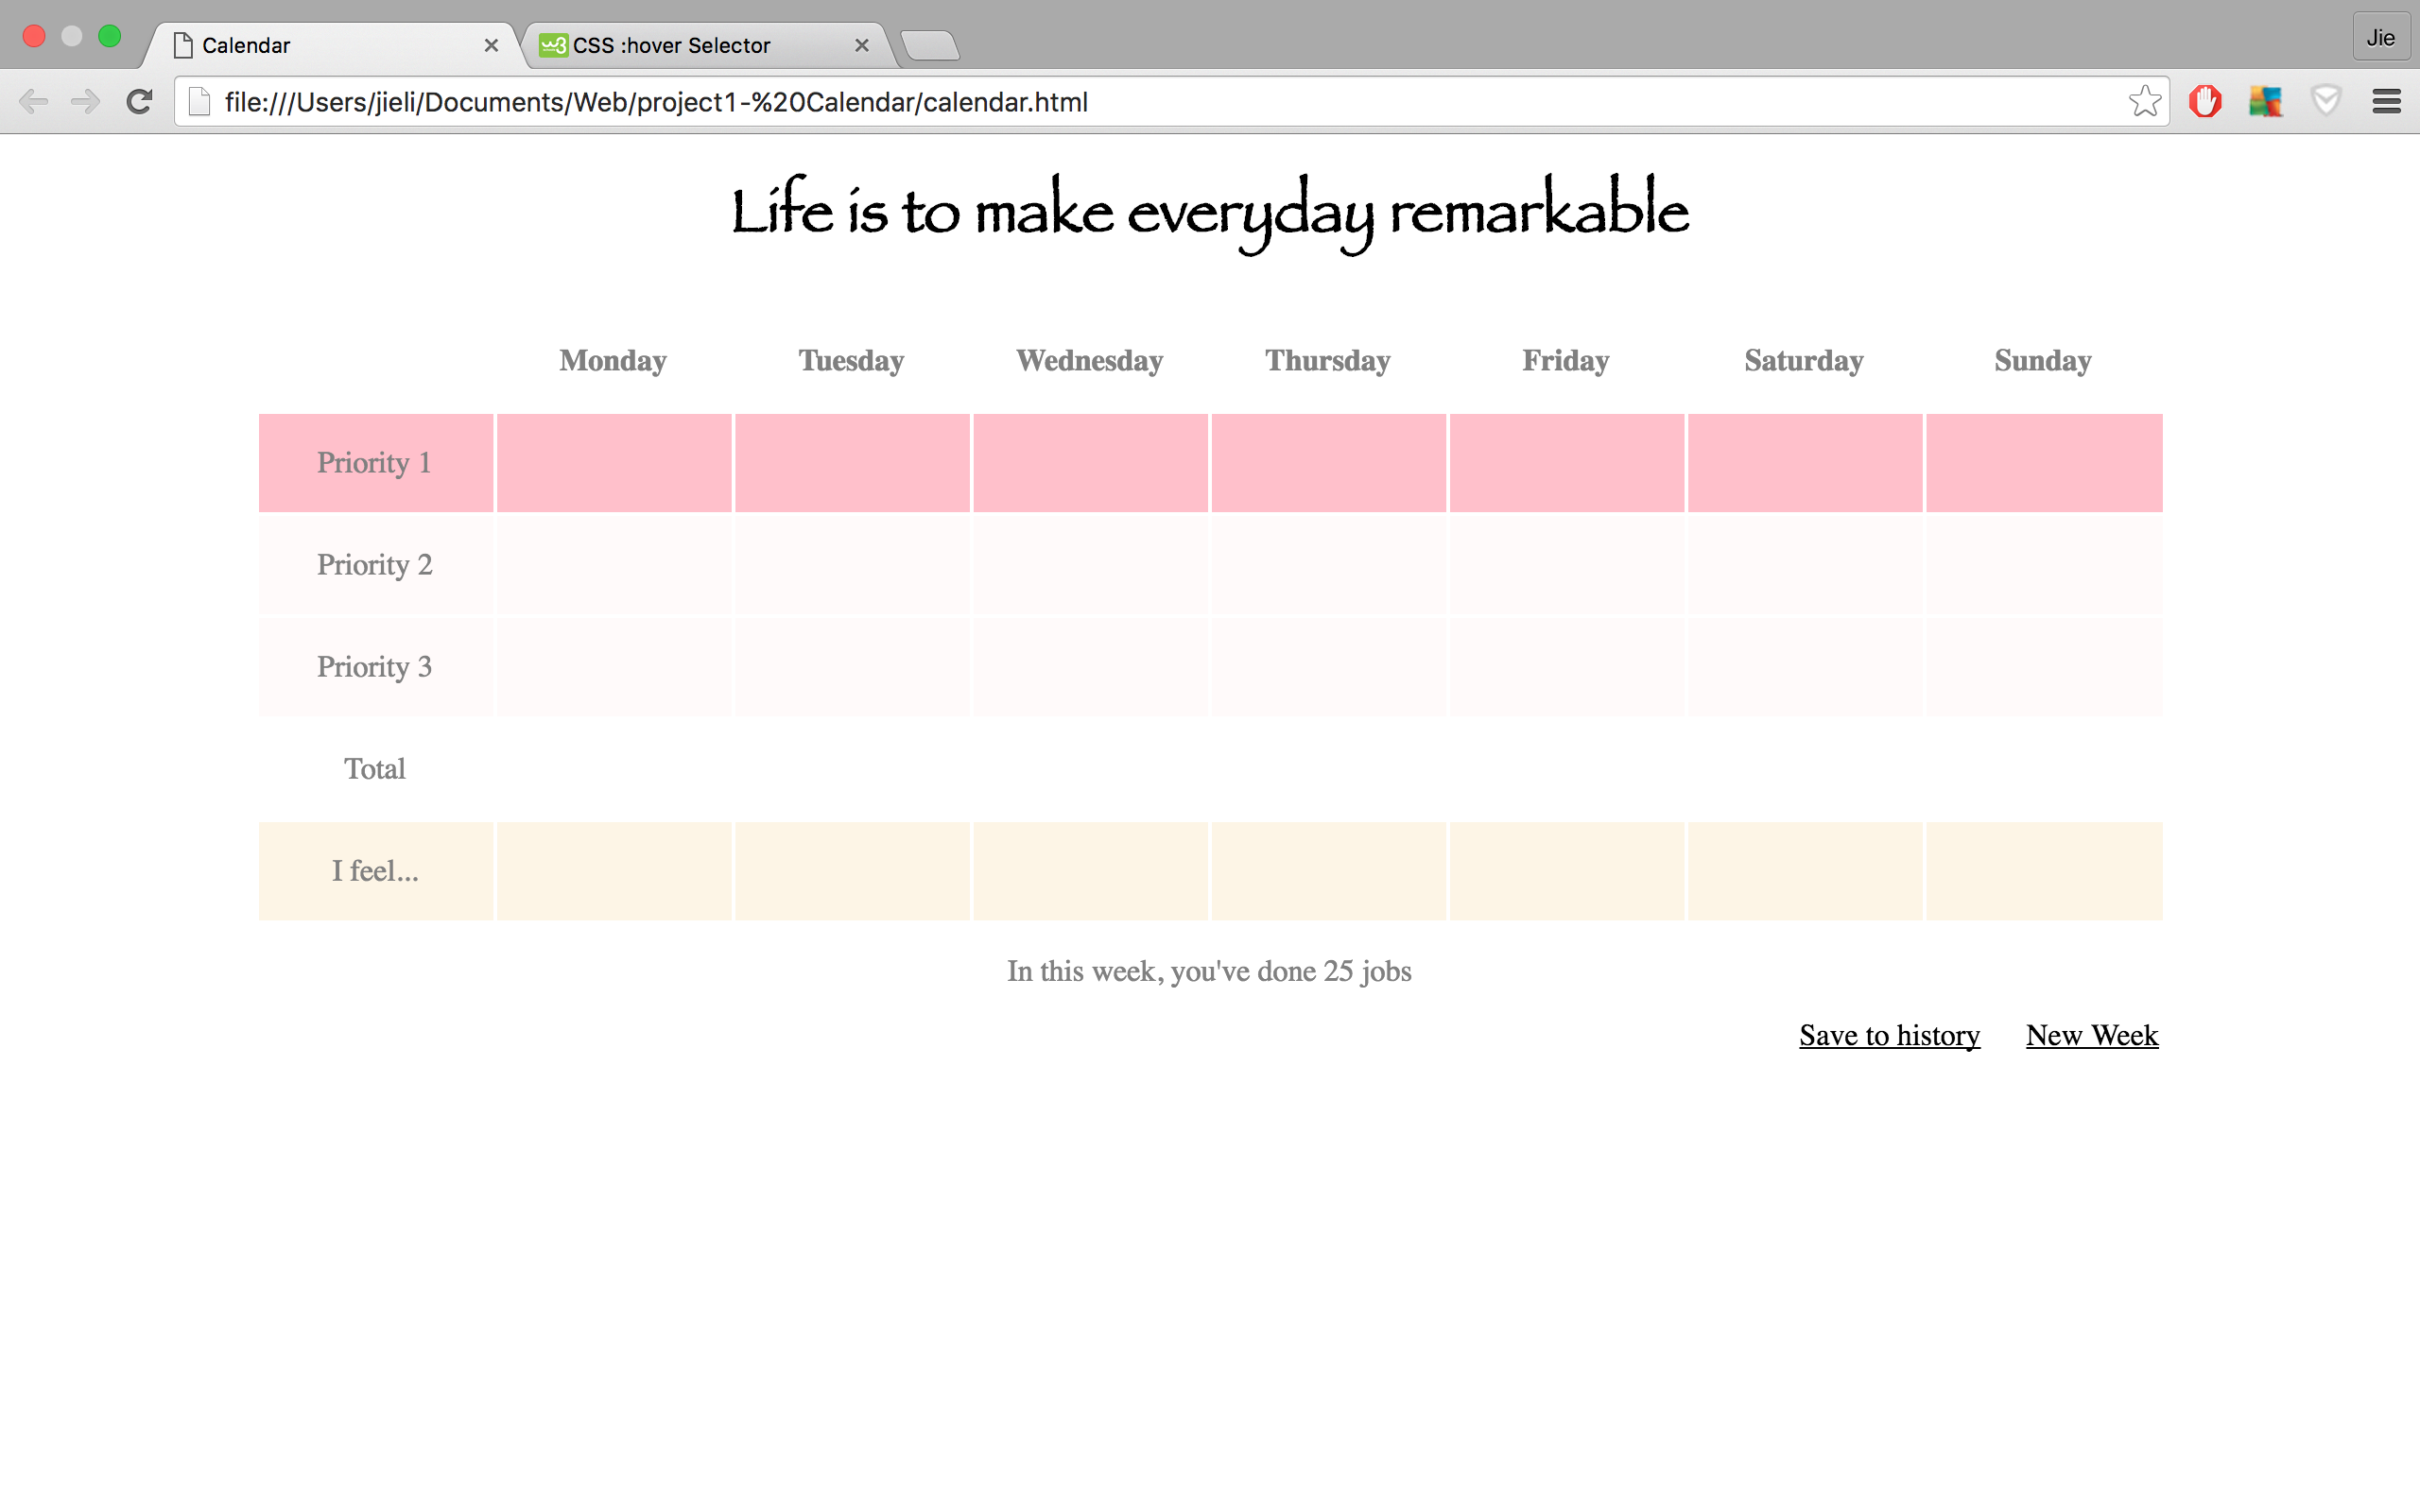 Calendar
CSS :hover Selector
Jie
file:///Users/jieli/Documents/Web/project1-%20Calendar/calendar.html
Life is to make everyday remarkable
Monday Tuesday Wednesday Thursday Friday Saturday Sunday
Priority 1
Priority 2
Priority 3
Total
I feel...
In this week, you've done 25 jobs
Save to history New Week